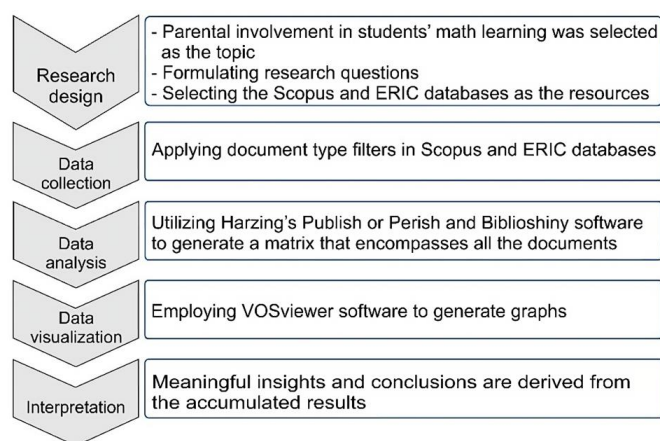 Research
design
- Parental involvement in students' math learning was selected
as the topic
- Formulating research questions
- Selecting the Scopus and ERIC databases as the resources
Data
collection
Applying document type filters in Scopus and ERIC databases
Data
analysis
Utilizing Harzing's Publish or Perish and Biblioshiny software
to generate a matrix that encompasses all the documents
Data
visualization
Employing VOSviewer software to generate graphs
Interpretation
Meaningful insights and conclusions are derived from
the accumulated results